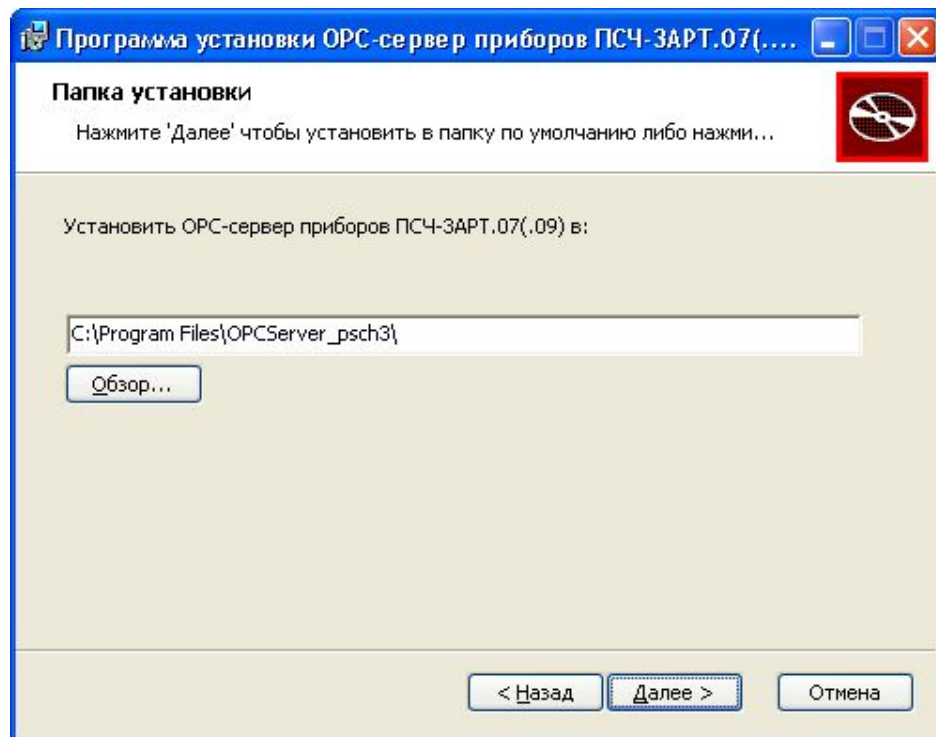 Программа установки OPC-сервер приборов ПСЧ-3АРТ.07(....
Папка установки
Нажмите 'Далее' чтобы установить в папку по умолчанию либо нажми...
Установить OPC-сервер приборов ПСЧ-3АРТ.07(.09) в:
C:\Program Files\OPCServer_psch3\
Обзор...
< Назад Далее > Отмена